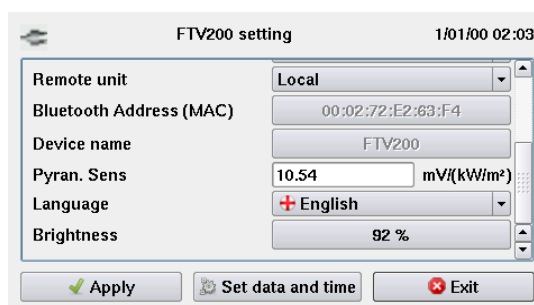 FTV200 setting 1/01/00 02:03
Remote unit Local
Bluetooth Address (MAC) 00:02:72:E2:63:F4
Device name FTV200
Pyran. Sens 10.54 mV/(kW/m²)
Language English
Brightness 92 %
Apply Set data and time Exit